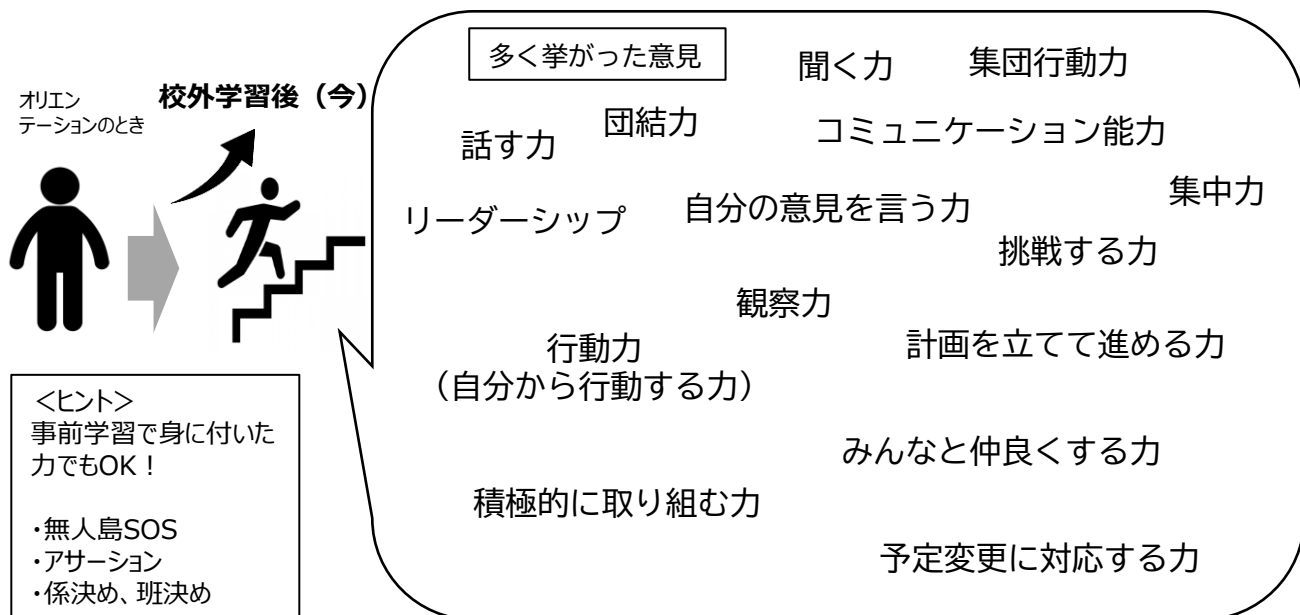 オリエン
テーションのとき
校外学習後（今）
＜ヒント＞
事前学習で身に付いた
力でもOK！
・無人島SOS
・アサーション
・係決め、班決め
多く挙がった意見
聞く力
集団行動力
話す力
団結力
コミュニケーション能力
リーダーシップ
自分の意見を言う力
集中力
挑戦する力
観察力
行動力
（自分から行動する力）
計画を立てて進める力
みんなと仲良くする力
積極的に取り組む力
予定変更に対応する力